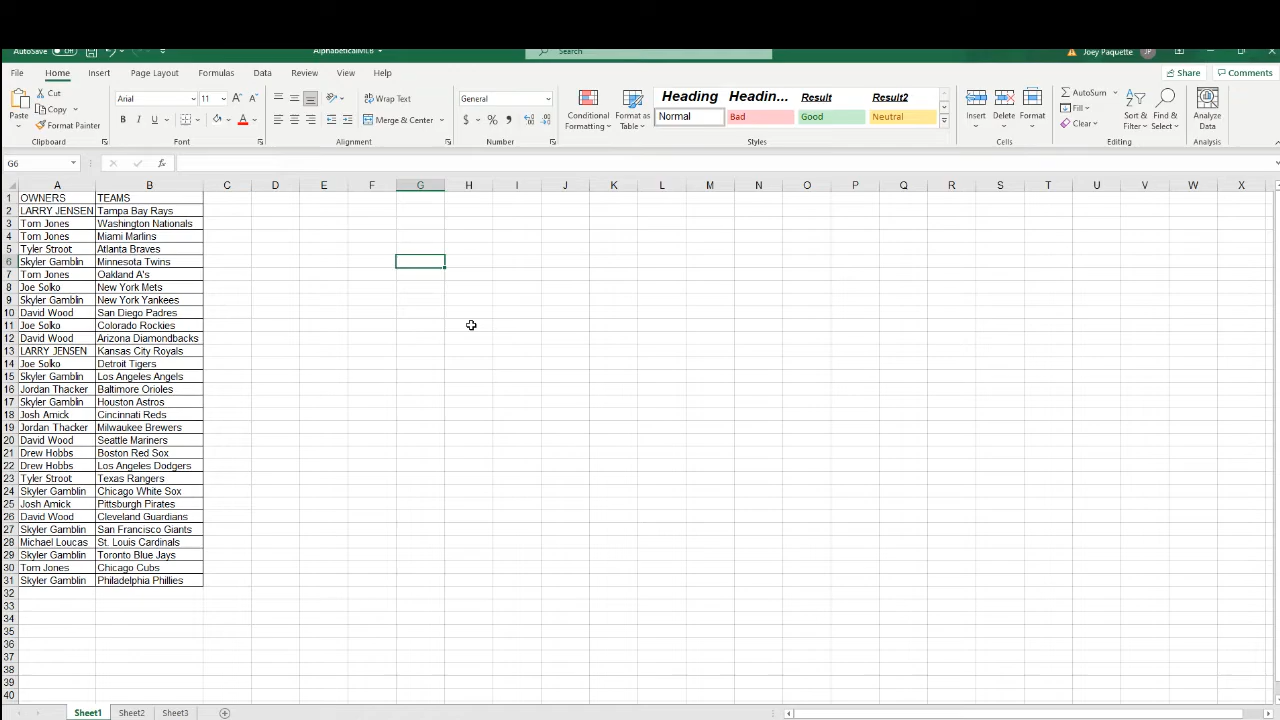 AutoSave Off AlphabeticalMLB Search Joey Paquette JP
File Home Insert Page Layout Formulas Data Review View Help Share Comments
Paste Cut Copy Format Painter Clipboard
Arial 11 B I U A Font
Wrap Text Merge & Center Alignment
General $ % , Number
Conditional Formatting Format as Table
Heading Headin... Result Result2
Normal Bad Good Neutral Styles
Insert Delete Format Cells
AutoSum Fill Clear Sort & Filter Find & Select Editing
Analyze Data Analysis
G6 fx
A B C D E F G H I J K L M N O P Q R S T U V W X
1 OWNERS TEAMS
2 LARRY JENSEN Tampa Bay Rays
3 Tom Jones Washington Nationals
4 Tom Jones Miami Marlins
5 Tyler Stroot Atlanta Braves
6 Skyler Gamblin Minnesota Twins
7 Tom Jones Oakland A's
8 Joe Solko New York Mets
9 Skyler Gamblin New York Yankees
10 David Wood San Diego Padres
11 Joe Solko Colorado Rockies
12 David Wood Arizona Diamondbacks
13 LARRY JENSEN Kansas City Royals
14 Joe Solko Detroit Tigers
15 Skyler Gamblin Los Angeles Angels
16 Jordan Thacker Baltimore Orioles
17 Skyler Gamblin Houston Astros
18 Josh Amick Cincinnati Reds
19 Jordan Thacker Milwaukee Brewers
20 David Wood Seattle Mariners
21 Drew Hobbs Boston Red Sox
22 Drew Hobbs Los Angeles Dodgers
23 Tyler Stroot Texas Rangers
24 Skyler Gamblin Chicago White Sox
25 Josh Amick Pittsburgh Pirates
26 David Wood Cleveland Guardians
27 Skyler Gamblin San Francisco Giants
28 Michael Loucas St. Louis Cardinals
29 Skyler Gamblin Toronto Blue Jays
30 Tom Jones Chicago Cubs
31 Skyler Gamblin Philadelphia Phillies
32
33
34
35
36
37
38
39
40
Sheet1 Sheet2 Sheet3